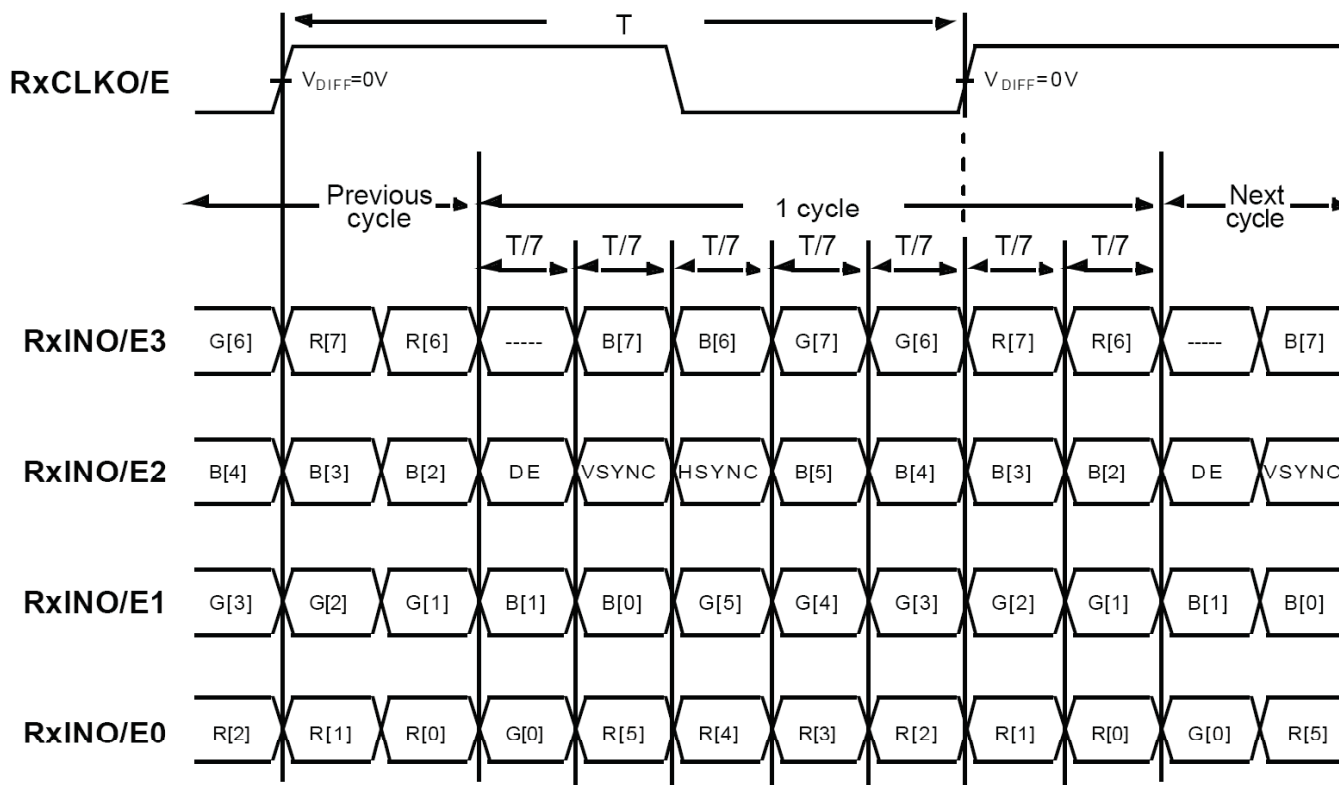 T
RxCLKO/E
V_DIFF=0V V_DIFF=0V
Previous cycle 1 cycle Next cycle
T/7 T/7 T/7 T/7 T/7 T/7 T/7
RxINO/E3 G[6] R[7] R[6] ----- B[7] B[6] G[7] G[6] R[7] R[6] ----- B[7]
RxINO/E2 B[4] B[3] B[2] DE VSYNC HSYNC B[5] B[4] B[3] B[2] DE VSYNC
RxINO/E1 G[3] G[2] G[1] B[1] B[0] G[5] G[4] G[3] G[2] G[1] B[1] B[0]
RxINO/E0 R[2] R[1] R[0] G[0] R[5] R[4] R[3] R[2] R[1] R[0] G[0] R[5]